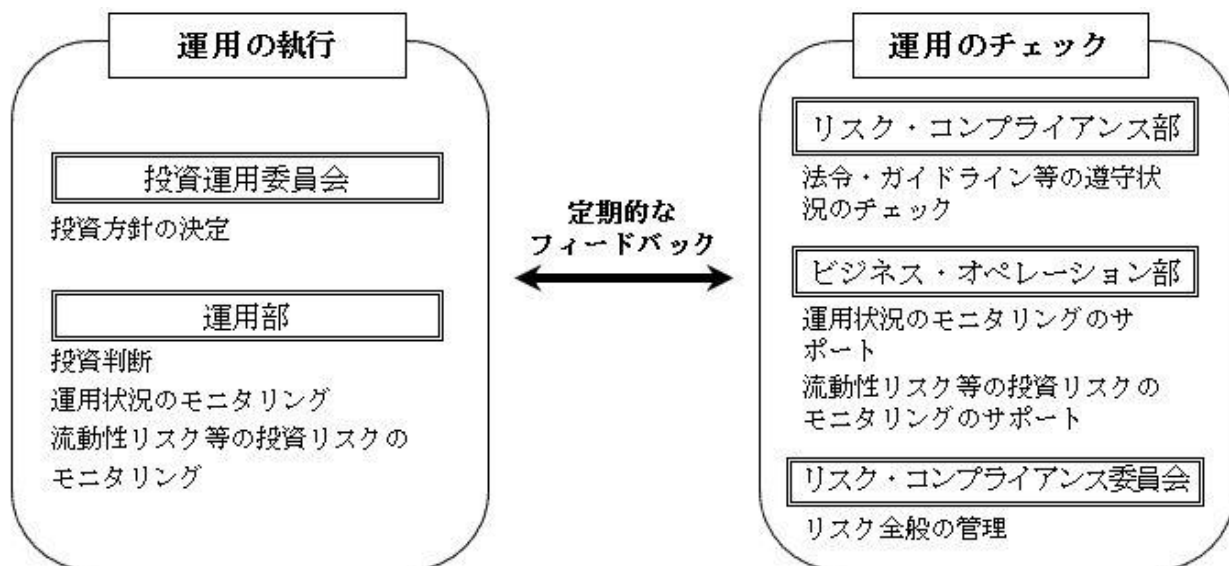 運用の執行
投資運用委員会
投資方針の決定
運用部
投資判断
運用状況のモニタリング
流動性リスク等の投資リスクの
モニタリング
定期的な
フィードバック
運用のチェック
リスク・コンプライアンス部
法令・ガイドライン等の遵守状
況のチェック
ビジネス・オペレーション部
運用状況のモニタリングのサ
ポート
流動性リスク等の投資リスクの
モニタリングのサポート
リスク・コンプライアンス委員会
リスク全般の管理